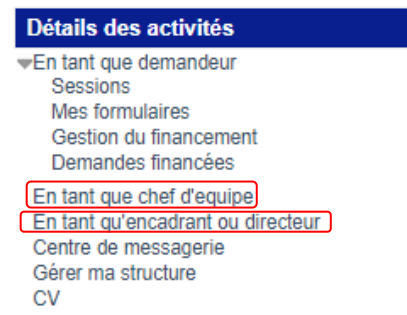 Détails des activités
En tant que demandeur
Sessions
Mes formulaires
Gestion du financement
Demandes financées
En tant que chef d'equipe
En tant qu'encadrant ou directeur
Centre de messagerie
Gérer ma structure
CV